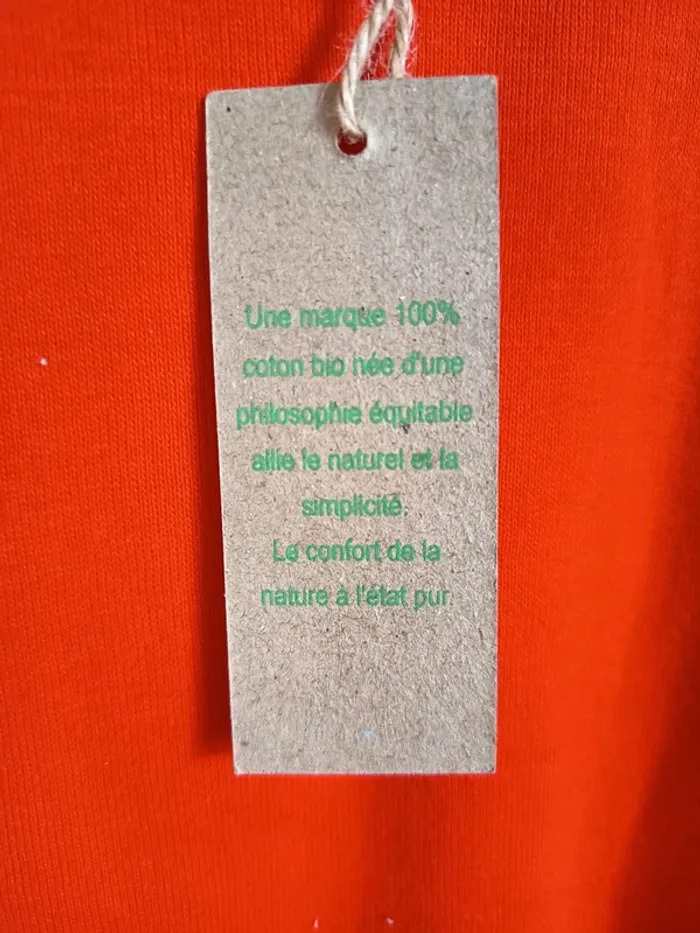 Une marque 100%
coton bio née d'une
philosophie équitable
allie le naturel et la
simplicité.
Le confort de la
nature à l'état pur.